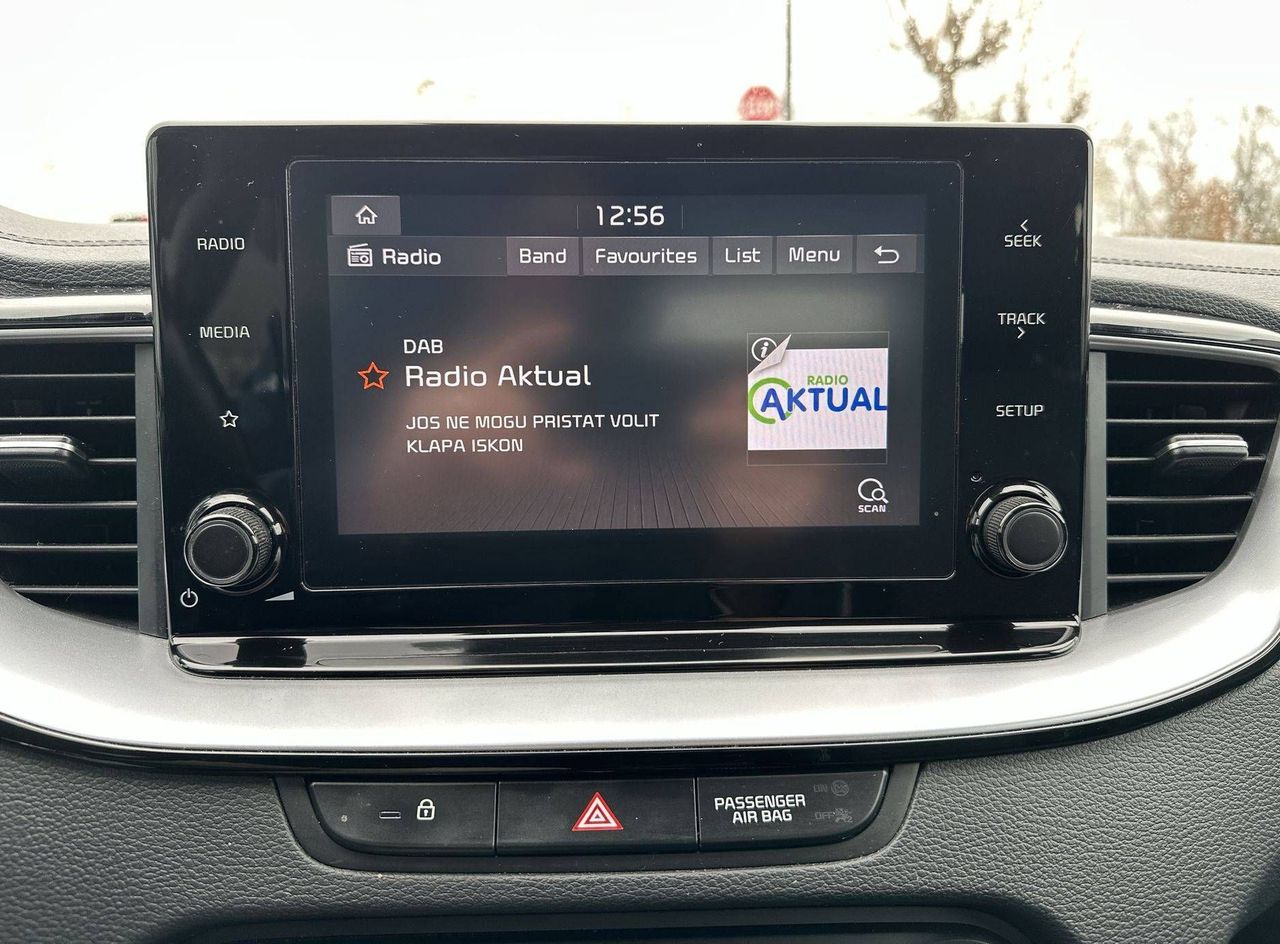 12:56
Radio
Band
Favourites
List
Menu
RADIO
MEDIA
DAB
Radio Aktual
JOS NE MOGU PRISTAT VOLIT
KLAPA ISKON
RADIO
AKTUAL
SCAN
SEEK
TRACK
SETUP
PASSENGER
AIR BAG
ON
OFF